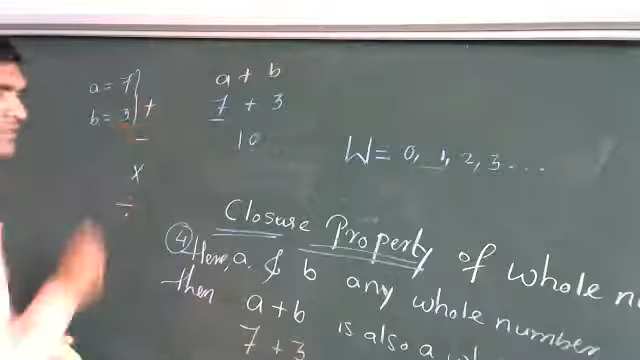 a = 7
b = 3
+
−
×
÷
a + b
7 + 3
10
W = 0, 1, 2, 3 ...
Closure Property of whole
④ Here, a & b any whole number
then a + b is also a
7 + 3